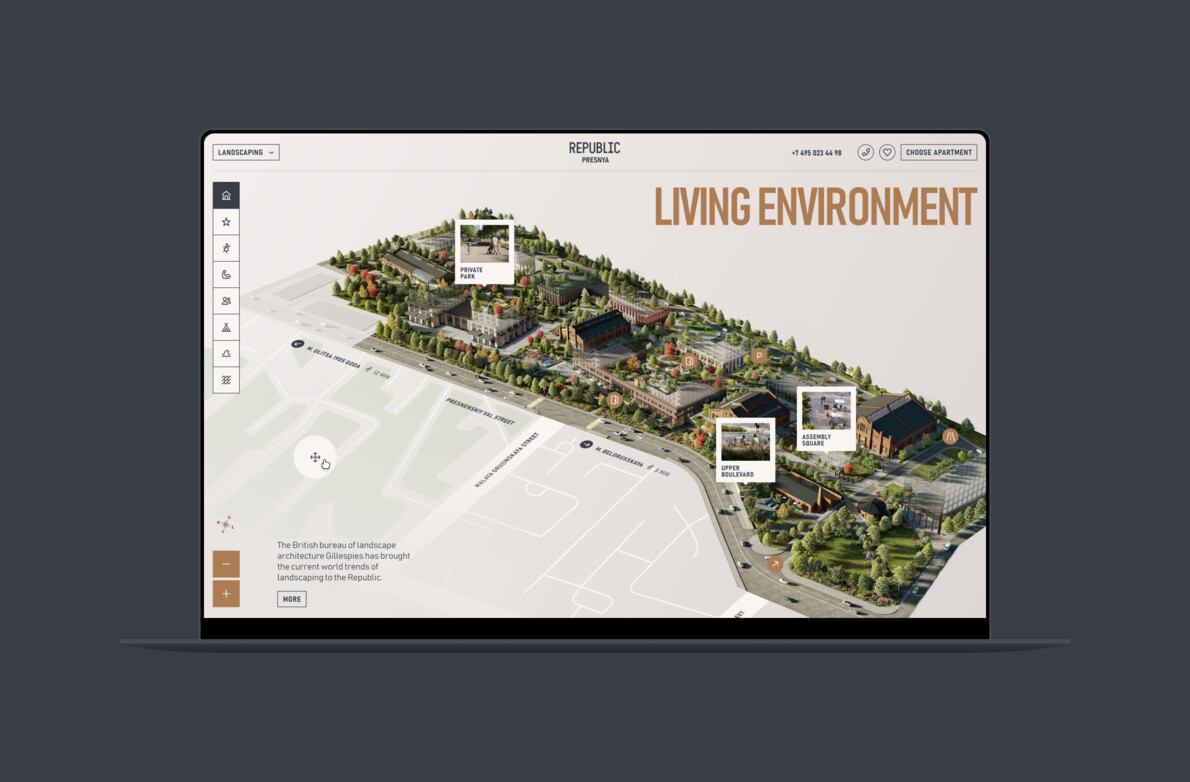 LANDSCAPING
REPUBLIC
PRESNYA
+7 495 023 44 98
CHOOSE APARTMENT
LIVING ENVIRONMENT
PRIVATE
PARK
M. ULITSA 1905 GODA
12 MIN
PRESNENSKIY VAL STREET
P
ASSEMBLY
SQUARE
MALAYA GRUZINSKAYA STREET
M. BELORUSSKAYA
9 MIN
UPPER
BOULEVARD
The British bureau of landscape
architecture Gillespies has brought
the current world trends of
landscaping to the Republic.
MORE